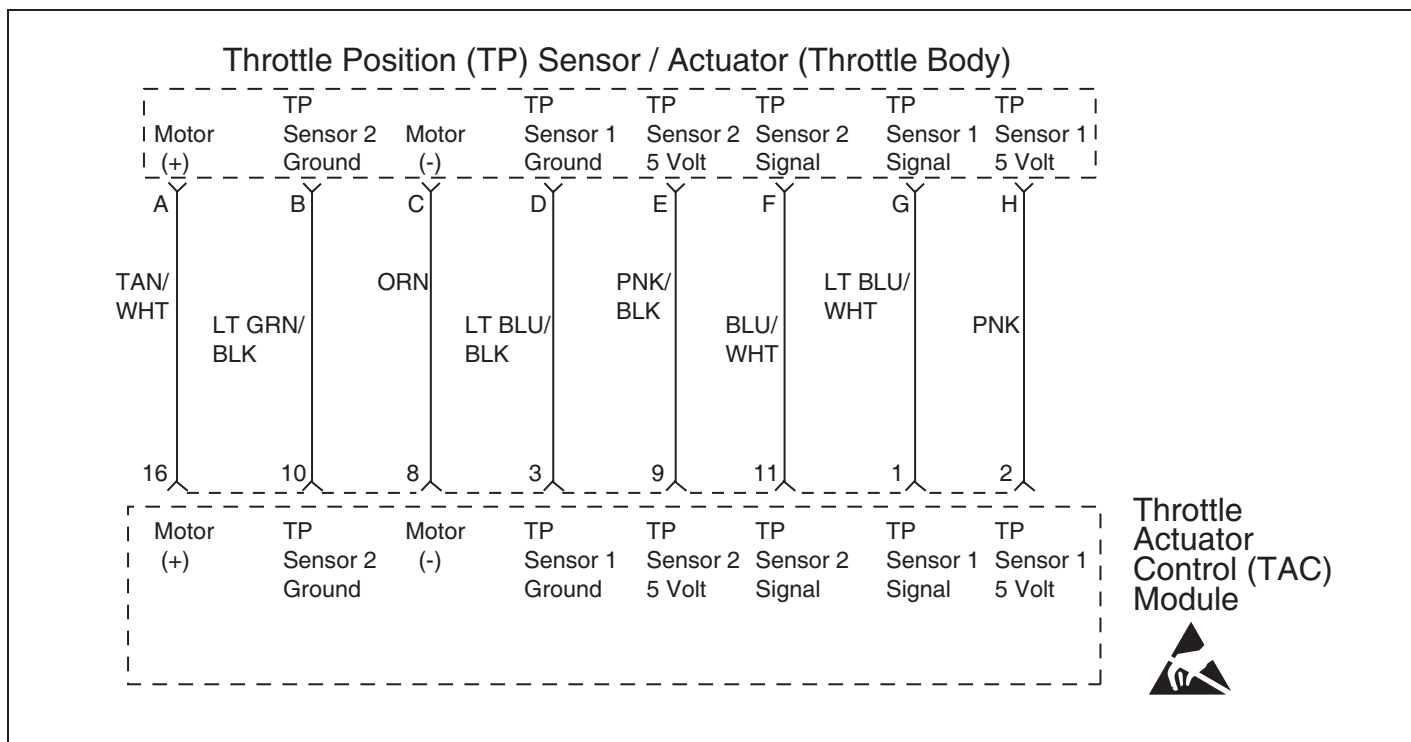 Throttle Position (TP) Sensor / Actuator (Throttle Body)
Motor
(+)
TP
Sensor 2
Ground
Motor
(-)
TP
Sensor 1
Ground
TP
Sensor 2
5 Volt
TP
Sensor 2
Signal
TP
Sensor 1
Signal
TP
Sensor 1
5 Volt
A B C D E F G H
TAN/
WHT
LT GRN/
BLK
ORN
LT BLU/
BLK
PNK/
BLK
BLU/
WHT
LT BLU/
WHT
PNK
16 10 8 3 9 11 1 2
Motor
(+)
TP
Sensor 2
Ground
Motor
(-)
TP
Sensor 1
Ground
TP
Sensor 2
5 Volt
TP
Sensor 2
Signal
TP
Sensor 1
Signal
TP
Sensor 1
5 Volt
Throttle
Actuator
Control (TAC)
Module